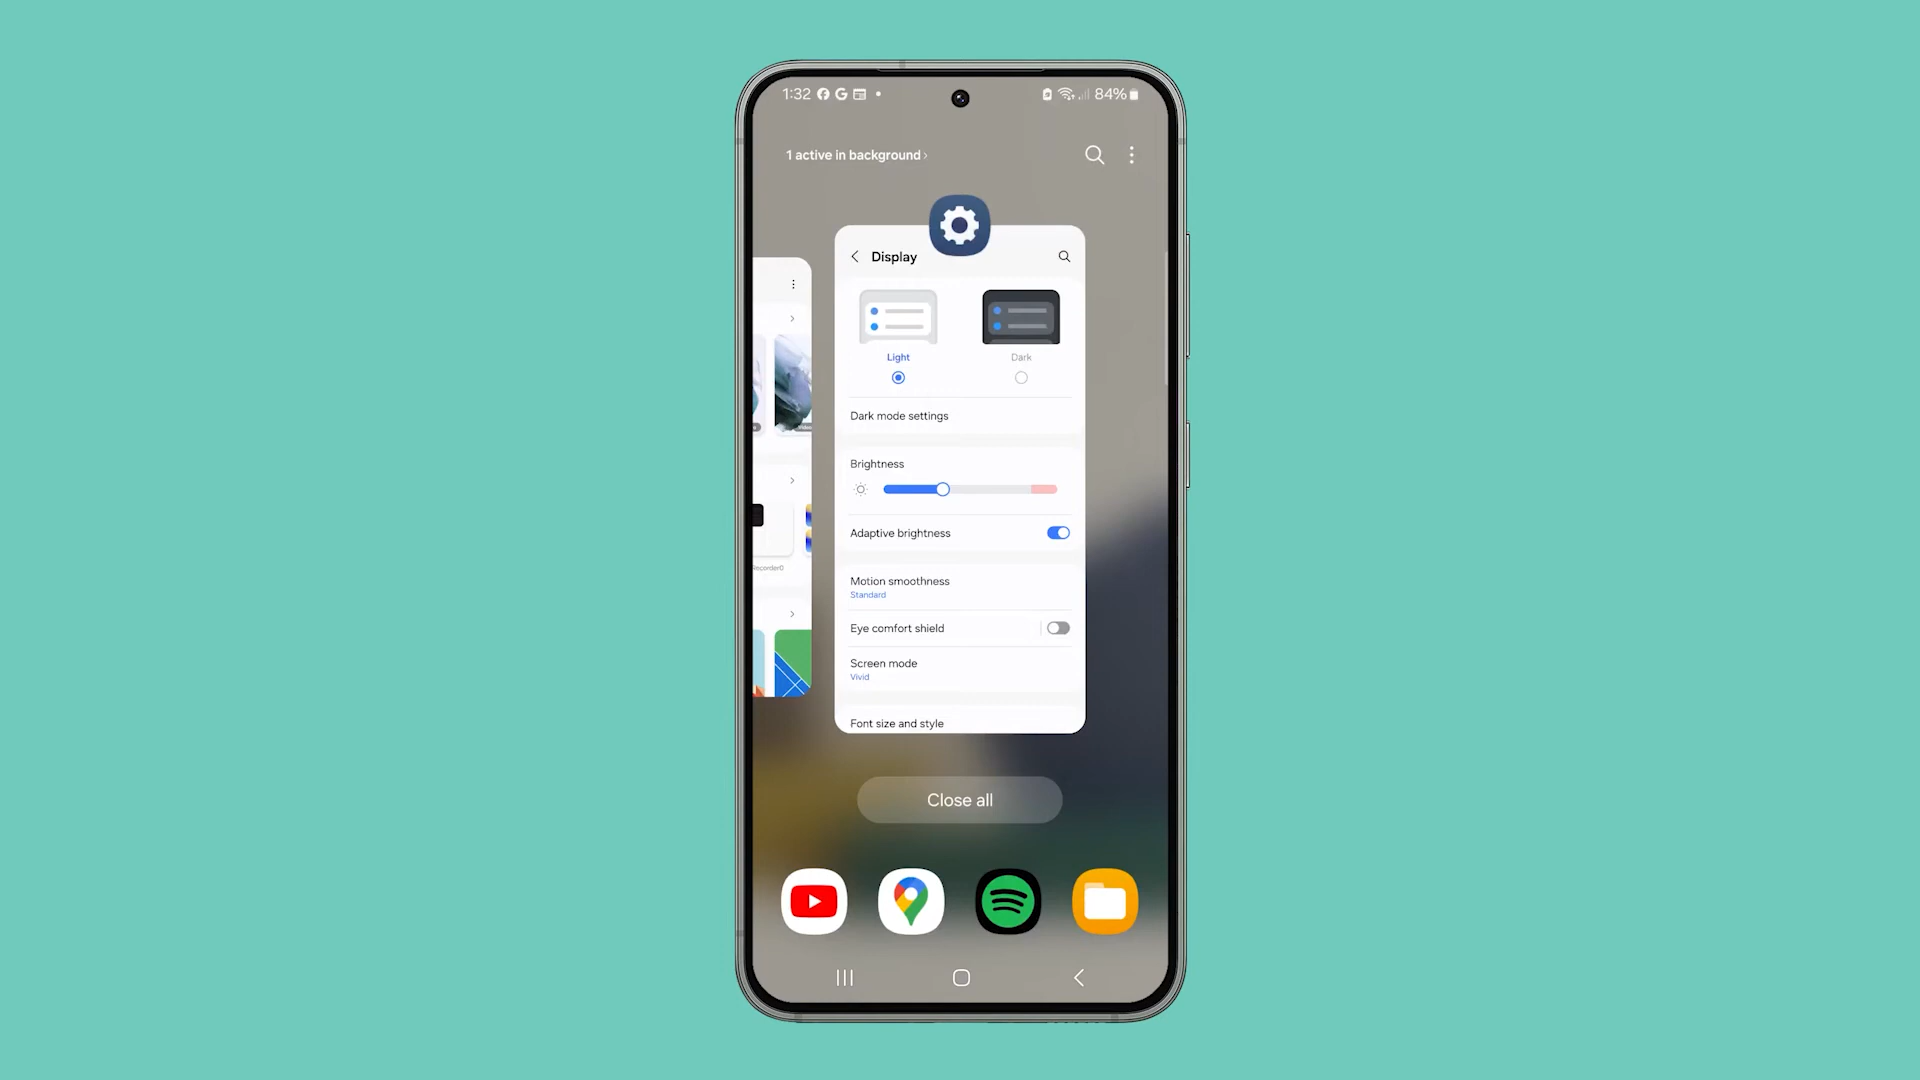 1:32
84%
1 active in background
Display
Light
Dark
Dark mode settings
Brightness
Adaptive brightness
Motion smoothness
Standard
Eye comfort shield
Screen mode
Vivid
Font size and style
Close all